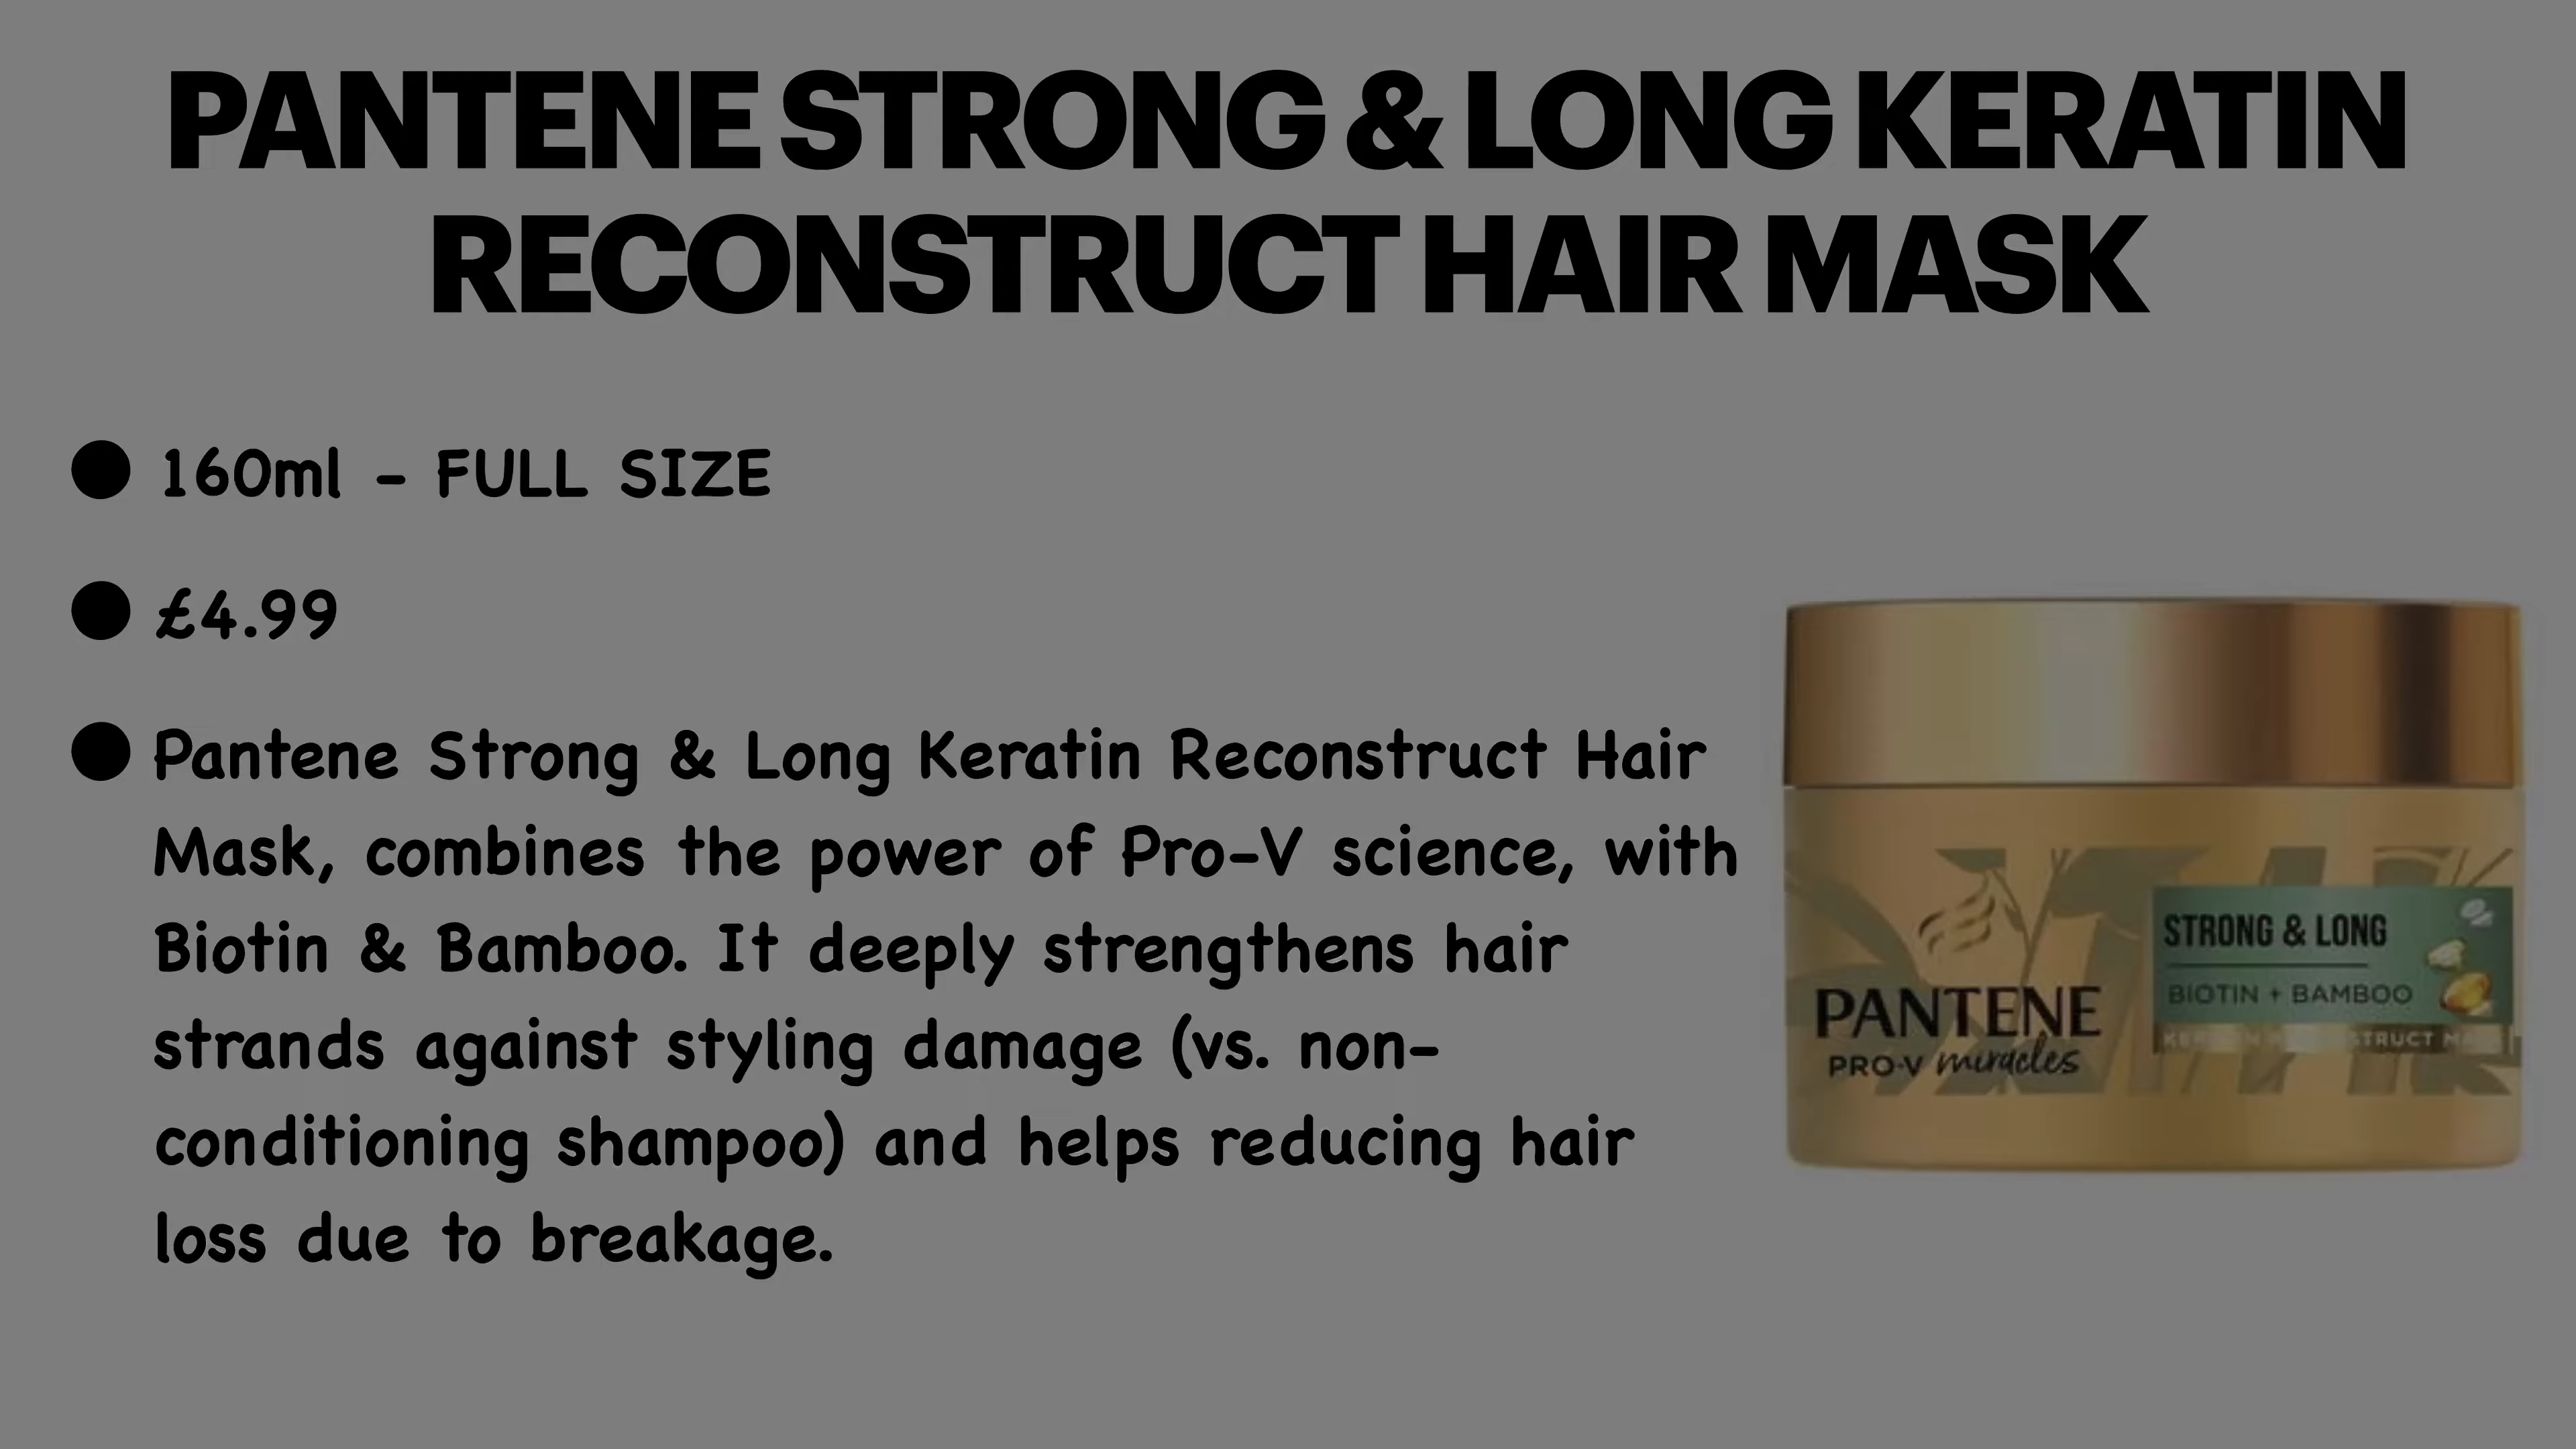 PANTENE STRONG & LONG KERATIN
RECONSTRUCT HAIR MASK
160ml - FULL SIZE
£4.99
Pantene Strong & Long Keratin Reconstruct Hair
Mask, combines the power of Pro-V science, with
Biotin & Bamboo. It deeply strengthens hair
strands against styling damage (vs. non-
conditioning shampoo) and helps reducing hair
loss due to breakage.
STRONG & LONG
BIOTIN + BAMBOO
PANTENE
PRO-V miracles